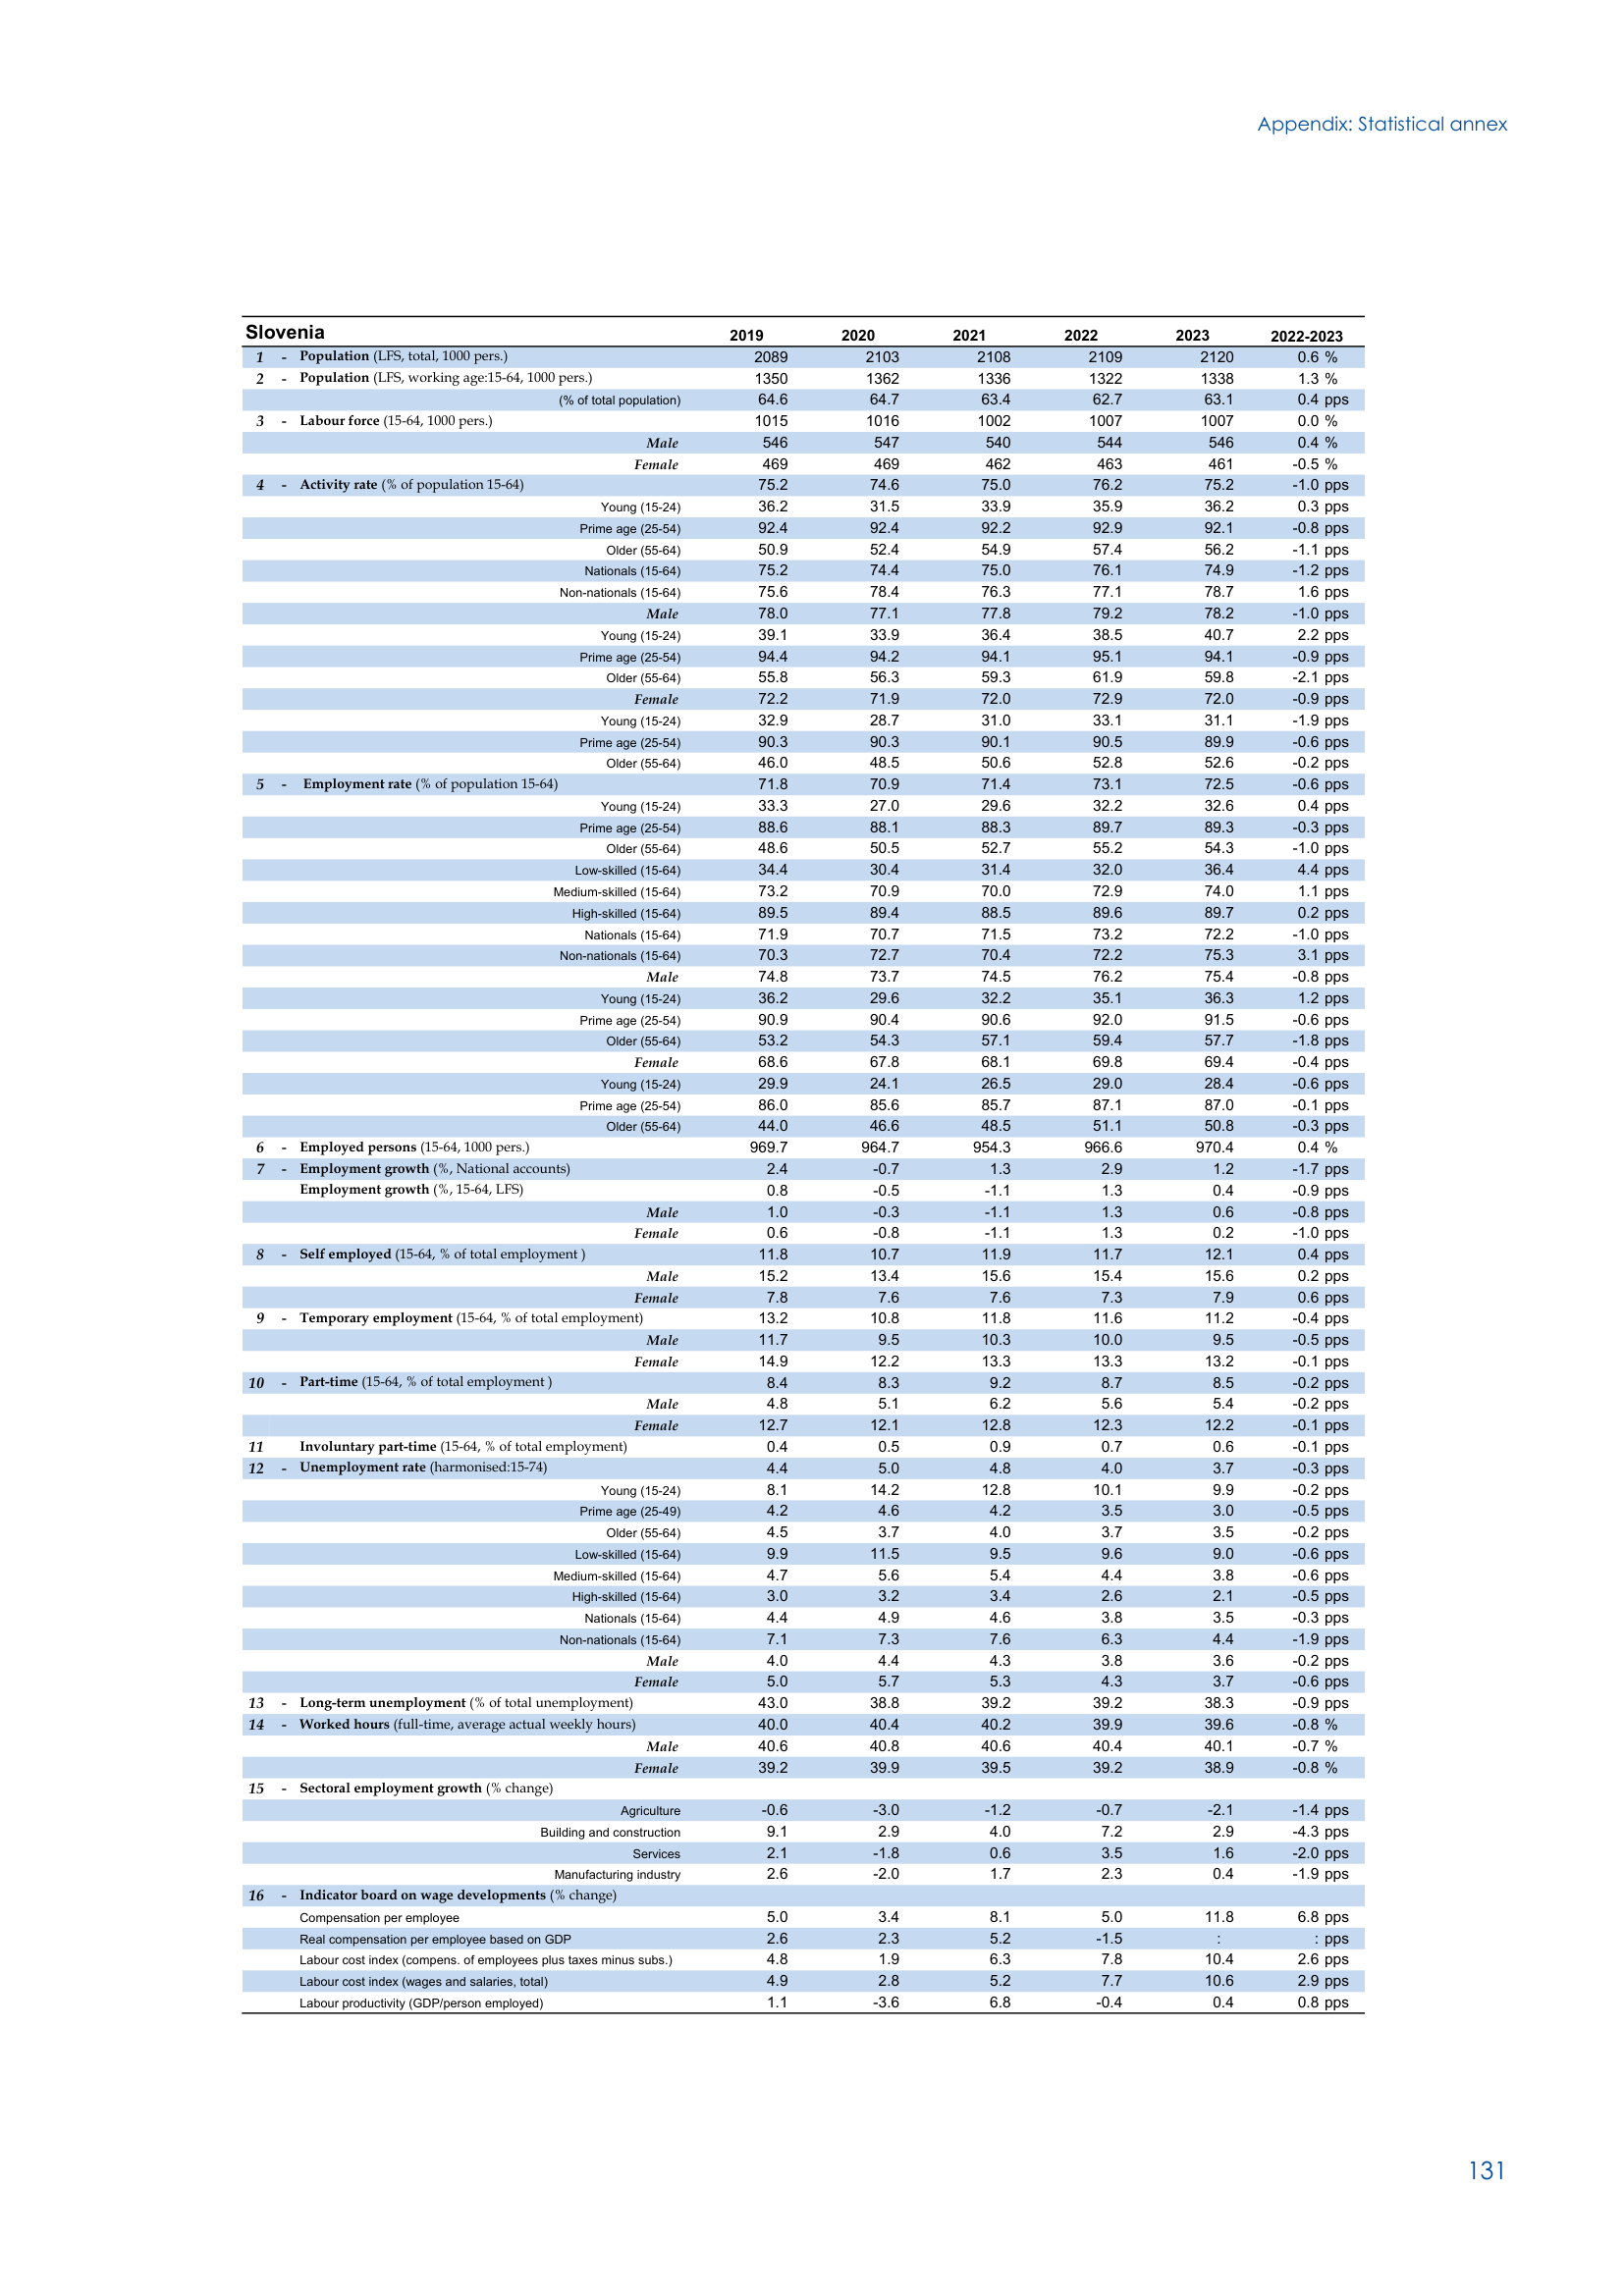 Appendix: Statistical annex
Slovenia 2019 2020 2021 2022 2023 2022-2023
1 - Population (LFS, total, 1000 pers.) 2089 2103 2108 2109 2120 0.6 %
2 - Population (LFS, working age:15-64, 1000 pers.) 1350 1362 1336 1322 1338 1.3 %
(% of total population) 64.6 64.7 63.4 62.7 63.1 0.4 pps
3 - Labour force (15-64, 1000 pers.) 1015 1016 1002 1007 1007 0.0 %
Male 546 547 540 544 546 0.4 %
Female 469 469 462 463 461 -0.5 %
4 - Activity rate (% of population 15-64) 75.2 74.6 75.0 76.2 75.2 -1.0 pps
Young (15-24) 36.2 31.5 33.9 35.9 36.2 0.3 pps
Prime age (25-54) 92.4 92.4 92.2 92.9 92.1 -0.8 pps
Older (55-64) 50.9 52.4 54.9 57.4 56.2 -1.1 pps
Nationals (15-64) 75.2 74.4 75.0 76.1 74.9 -1.2 pps
Non-nationals (15-64) 75.6 78.4 76.3 77.1 78.7 1.6 pps
Male 78.0 77.1 77.8 79.2 78.2 -1.0 pps
Young (15-24) 39.1 33.9 36.4 38.5 40.7 2.2 pps
Prime age (25-54) 94.4 94.2 94.1 95.1 94.1 -0.9 pps
Older (55-64) 55.8 56.3 59.3 61.9 59.8 -2.1 pps
Female 72.2 71.9 72.0 72.9 72.0 -0.9 pps
Young (15-24) 32.9 28.7 31.0 33.1 31.1 -1.9 pps
Prime age (25-54) 90.3 90.3 90.1 90.5 89.9 -0.6 pps
Older (55-64) 46.0 48.5 50.6 52.8 52.6 -0.2 pps
5 - Employment rate (% of population 15-64) 71.8 70.9 71.4 73.1 72.5 -0.6 pps
Young (15-24) 33.3 27.0 29.6 32.2 32.6 0.4 pps
Prime age (25-54) 88.6 88.1 88.3 89.7 89.3 -0.3 pps
Older (55-64) 48.6 50.5 52.7 55.2 54.3 -1.0 pps
Low-skilled (15-64) 34.4 30.4 31.4 32.0 36.4 4.4 pps
Medium-skilled (15-64) 73.2 70.9 70.0 72.9 74.0 1.1 pps
High-skilled (15-64) 89.5 89.4 88.5 89.6 89.7 0.2 pps
Nationals (15-64) 71.9 70.7 71.5 73.2 72.2 -1.0 pps
Non-nationals (15-64) 70.3 72.7 70.4 72.2 75.3 3.1 pps
Male 74.8 73.7 74.5 76.2 75.4 -0.8 pps
Young (15-24) 36.2 29.6 32.2 35.1 36.3 1.2 pps
Prime age (25-54) 90.9 90.4 90.6 92.0 91.5 -0.6 pps
Older (55-64) 53.2 54.3 57.1 59.4 57.7 -1.8 pps
Female 68.6 67.8 68.1 69.8 69.4 -0.4 pps
Young (15-24) 29.9 24.1 26.5 29.0 28.4 -0.6 pps
Prime age (25-54) 86.0 85.6 85.7 87.1 87.0 -0.1 pps
Older (55-64) 44.0 46.6 48.5 51.1 50.8 -0.3 pps
6 - Employed persons (15-64, 1000 pers.) 969.7 964.7 954.3 966.6 970.4 0.4 %
7 - Employment growth (%, National accounts) 2.4 -0.7 1.3 2.9 1.2 -1.7 pps
Employment growth (%, 15-64, LFS) 0.8 -0.5 -1.1 1.3 0.4 -0.9 pps
Male 1.0 -0.3 -1.1 1.3 0.6 -0.8 pps
Female 0.6 -0.8 -1.1 1.3 0.2 -1.0 pps
8 - Self employed (15-64, % of total employment ) 11.8 10.7 11.9 11.7 12.1 0.4 pps
Male 15.2 13.4 15.6 15.4 15.6 0.2 pps
Female 7.8 7.6 7.6 7.3 7.9 0.6 pps
9 - Temporary employment (15-64, % of total employment) 13.2 10.8 11.8 11.6 11.2 -0.4 pps
Male 11.7 9.5 10.3 10.0 9.5 -0.5 pps
Female 14.9 12.2 13.3 13.3 13.2 -0.1 pps
10 - Part-time (15-64, % of total employment ) 8.4 8.3 9.2 8.7 8.5 -0.2 pps
Male 4.8 5.1 6.2 5.6 5.4 -0.2 pps
Female 12.7 12.1 12.8 12.3 12.2 -0.1 pps
11 Involuntary part-time (15-64, % of total employment) 0.4 0.5 0.9 0.7 0.6 -0.1 pps
12 - Unemployment rate (harmonised:15-74) 4.4 5.0 4.8 4.0 3.7 -0.3 pps
Young (15-24) 8.1 14.2 12.8 10.1 9.9 -0.2 pps
Prime age (25-49) 4.2 4.6 4.2 3.5 3.0 -0.5 pps
Older (55-64) 4.5 3.7 4.0 3.7 3.5 -0.2 pps
Low-skilled (15-64) 9.9 11.5 9.5 9.6 9.0 -0.6 pps
Medium-skilled (15-64) 4.7 5.6 5.4 4.4 3.8 -0.6 pps
High-skilled (15-64) 3.0 3.2 3.4 2.6 2.1 -0.5 pps
Nationals (15-64) 4.4 4.9 4.6 3.8 3.5 -0.3 pps
Non-nationals (15-64) 7.1 7.3 7.6 6.3 4.4 -1.9 pps
Male 4.0 4.4 4.3 3.8 3.6 -0.2 pps
Female 5.0 5.7 5.3 4.3 3.7 -0.6 pps
13 - Long-term unemployment (% of total unemployment) 43.0 38.8 39.2 39.2 38.3 -0.9 pps
14 - Worked hours (full-time, average actual weekly hours) 40.0 40.4 40.2 39.9 39.6 -0.8 %
Male 40.6 40.8 40.6 40.4 40.1 -0.7 %
Female 39.2 39.9 39.5 39.2 38.9 -0.8 %
15 - Sectoral employment growth (% change)
Agriculture -0.6 -3.0 -1.2 -0.7 -2.1 -1.4 pps
Building and construction 9.1 2.9 4.0 7.2 2.9 -4.3 pps
Services 2.1 -1.8 0.6 3.5 1.6 -2.0 pps
Manufacturing industry 2.6 -2.0 1.7 2.3 0.4 -1.9 pps
16 - Indicator board on wage developments (% change)
Compensation per employee 5.0 3.4 8.1 5.0 11.8 6.8 pps
Real compensation per employee based on GDP 2.6 2.3 5.2 -1.5 : : pps
Labour cost index (compens. of employees plus taxes minus subs.) 4.8 1.9 6.3 7.8 10.4 2.6 pps
Labour cost index (wages and salaries, total) 4.9 2.8 5.2 7.7 10.6 2.9 pps
Labour productivity (GDP/person employed) 1.1 -3.6 6.8 -0.4 0.4 0.8 pps
131